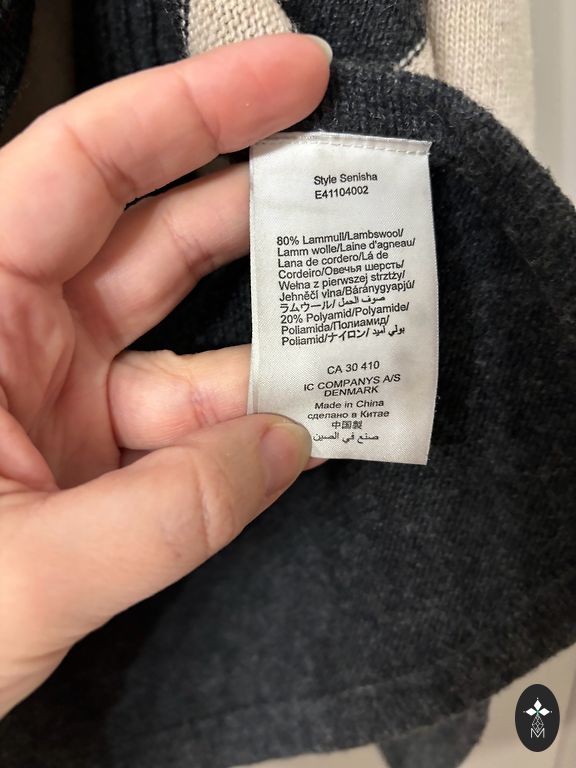 Style Senisha
E41104002
80% Lammull/Lambswool/
Lamm wolle/Laine d'agneau/
Lana de cordero/Lá de
Cordeiro/Овечья шерсть/
Wełna z pierwszej strztży/
Jehněčí vlna/Báránygyapjú/
ラムウール/ صوف الحمل/
20% Polyamid/Polyamide/
Poliamida/Полиамид/
Poliamid/ナイロン/ بولي أميد
CA 30 410
IC COMPANYS A/S
DENMARK
Made in China
сделано в Китае
中国製
صنع في الصين
M